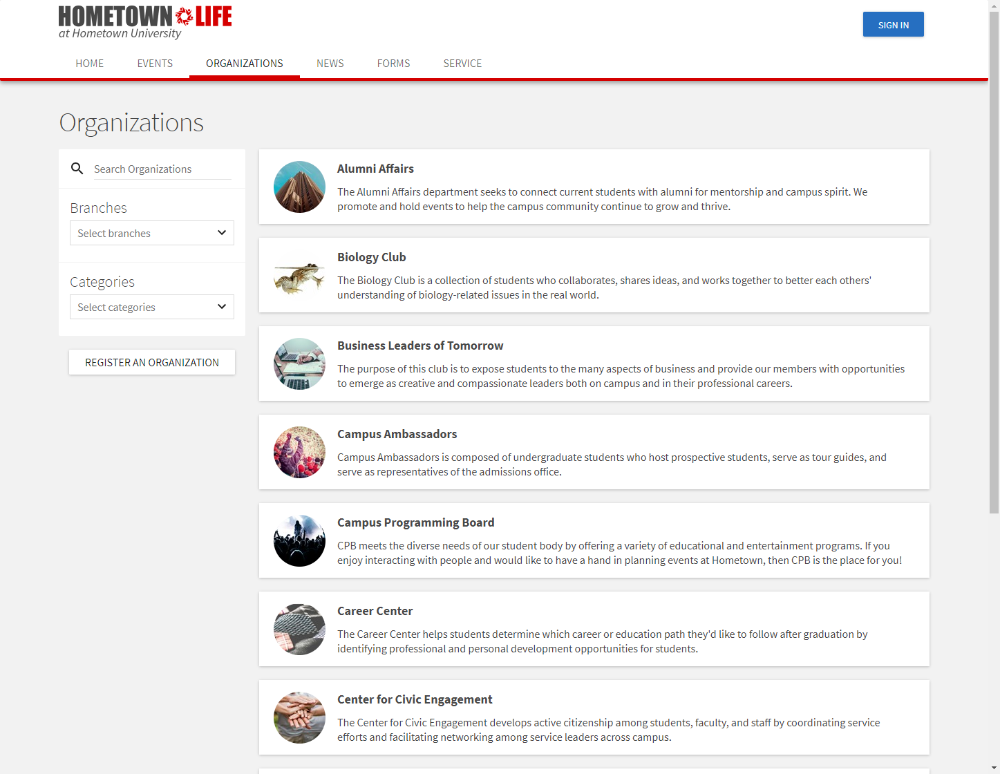 HOMETOWN LIFE
at Hometown University
SIGN IN
HOME EVENTS ORGANIZATIONS NEWS FORMS SERVICE
Organizations
Search Organizations
Branches
Select branches
Categories
Select categories
REGISTER AN ORGANIZATION
Alumni Affairs
The Alumni Affairs department seeks to connect current students with alumni for mentorship and campus spirit. We
promote and hold events to help the campus community continue to grow and thrive.
Biology Club
The Biology Club is a collection of students who collaborates, shares ideas, and works together to better each others'
understanding of biology-related issues in the real world.
Business Leaders of Tomorrow
The purpose of this club is to expose students to the many aspects of business and provide our members with opportunities
to emerge as creative and compassionate leaders both on campus and in their professional careers.
Campus Ambassadors
Campus Ambassadors is composed of undergraduate students who host prospective students, serve as tour guides, and
serve as representatives of the admissions office.
Campus Programming Board
CPB meets the diverse needs of our student body by offering a variety of educational and entertainment programs. If you
enjoy interacting with people and would like to have a hand in planning events at Hometown, then CPB is the place for you!
Career Center
The Career Center helps students determine which career or education path they'd like to follow after graduation by
identifying professional and personal development opportunities for students.
Center for Civic Engagement
The Center for Civic Engagement develops active citizenship among students, faculty, and staff by coordinating service
efforts and facilitating networking among service leaders across campus.